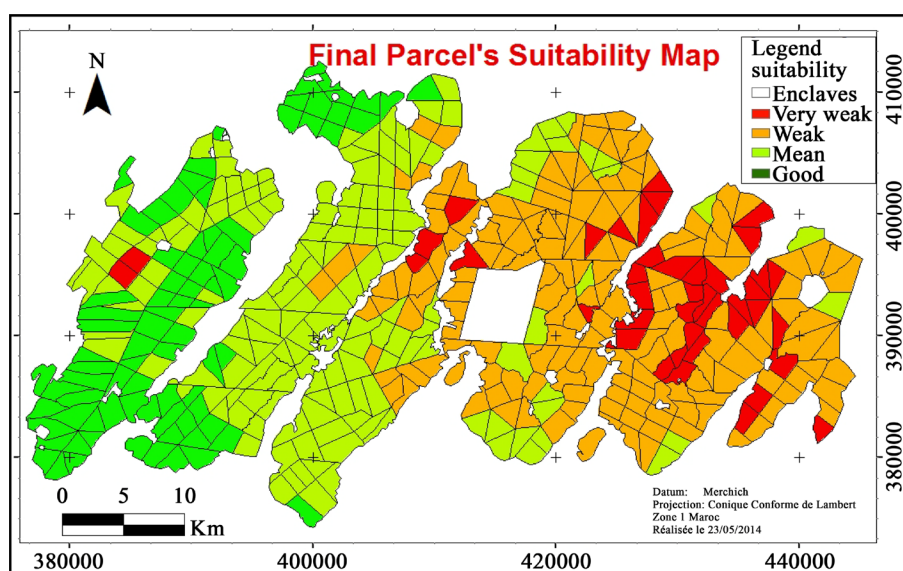 Final Parcel's Suitability Map
N
Legend
suitability
Enclaves
Very weak
Weak
Mean
Good
410000
400000
390000
380000
0 5 10
Km
Datum: Merchich
Projection: Conique Conforme de Lambert
Zone 1 Maroc
Réalisée le 23/05/2014
380000 400000 420000 440000